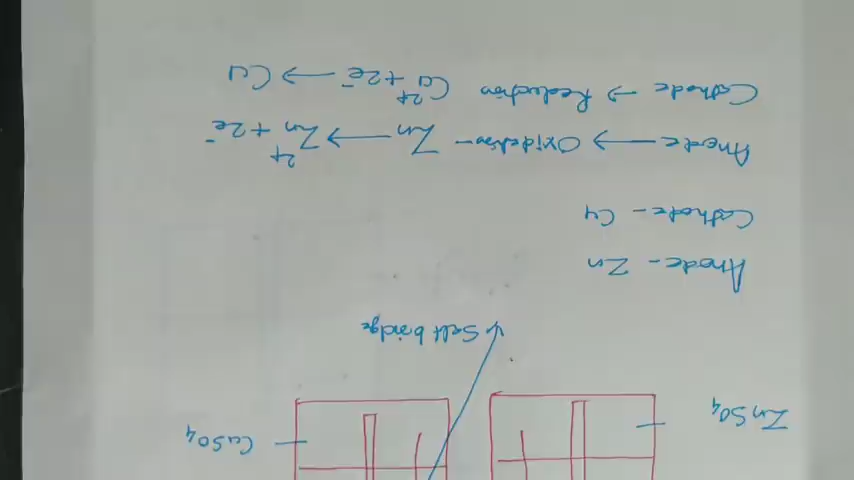 ZnSO4
CuSO4
Salt bridge
Anode - Zn
Cathode - Cu
Anode → Oxidation - Zn → Zn²⁺ + 2e⁻
Cathode → Reduction Cu²⁺ + 2e⁻ → Cu